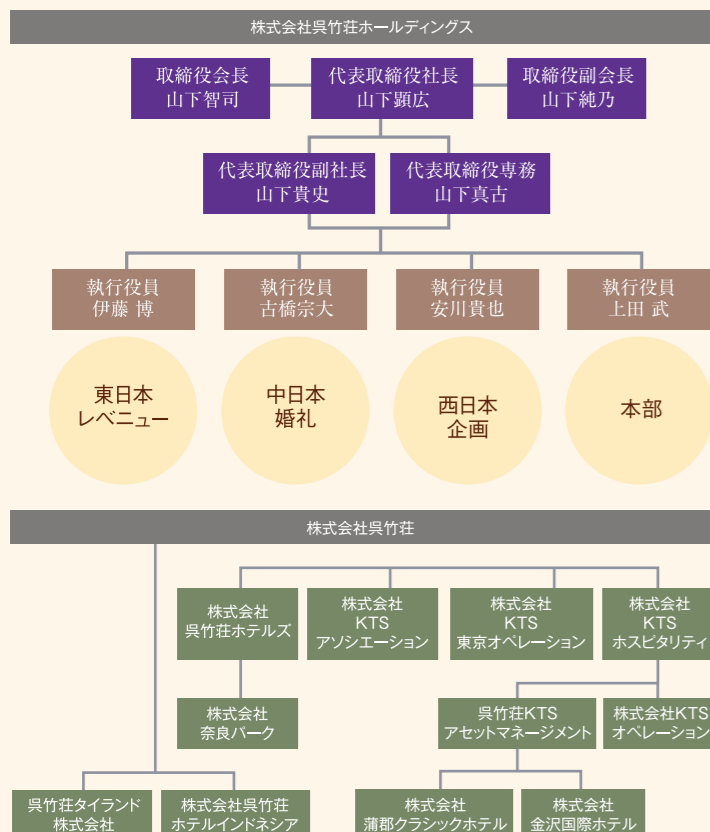 株式会社呉竹荘ホールディングス
取締役会長
山下智司
代表取締役社長
山下顕広
取締役副会長
山下純乃
代表取締役副社長
山下貴史
代表取締役専務
山下真古
執行役員
伊藤 博
執行役員
古橋宗大
執行役員
安川貴也
執行役員
上田 武
東日本
レベニュー
中日本
婚礼
西日本
企画
本部
株式会社呉竹荘
株式会社
呉竹荘ホテルズ
株式会社
KTS
アソシエーション
株式会社
KTS
東京オペレーション
株式会社
KTS
ホスピタリティ
株式会社
奈良パーク
呉竹荘KTS
アセットマネージメント
株式会社KTS
オペレーション
呉竹荘タイランド
株式会社
株式会社呉竹荘
ホテルインドネシア
株式会社
蒲郡クラシックホテル
株式会社
金沢国際ホテル